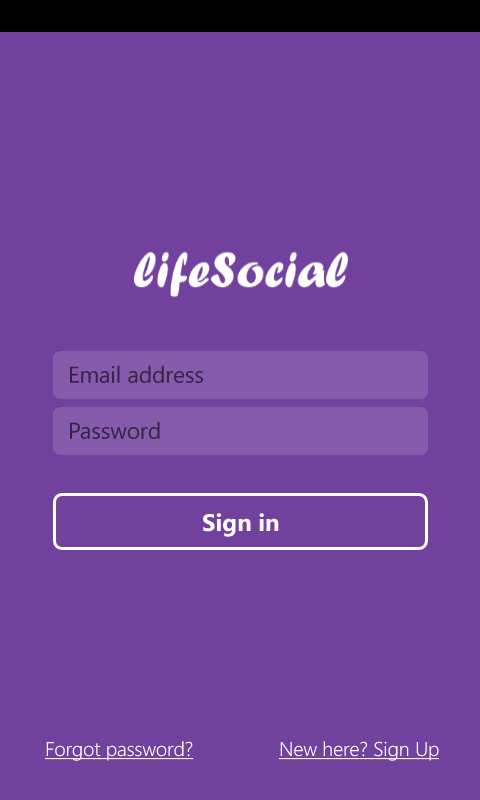 lifeSocial
Email address
Password
Sign in
Forgot password?
New here? Sign Up